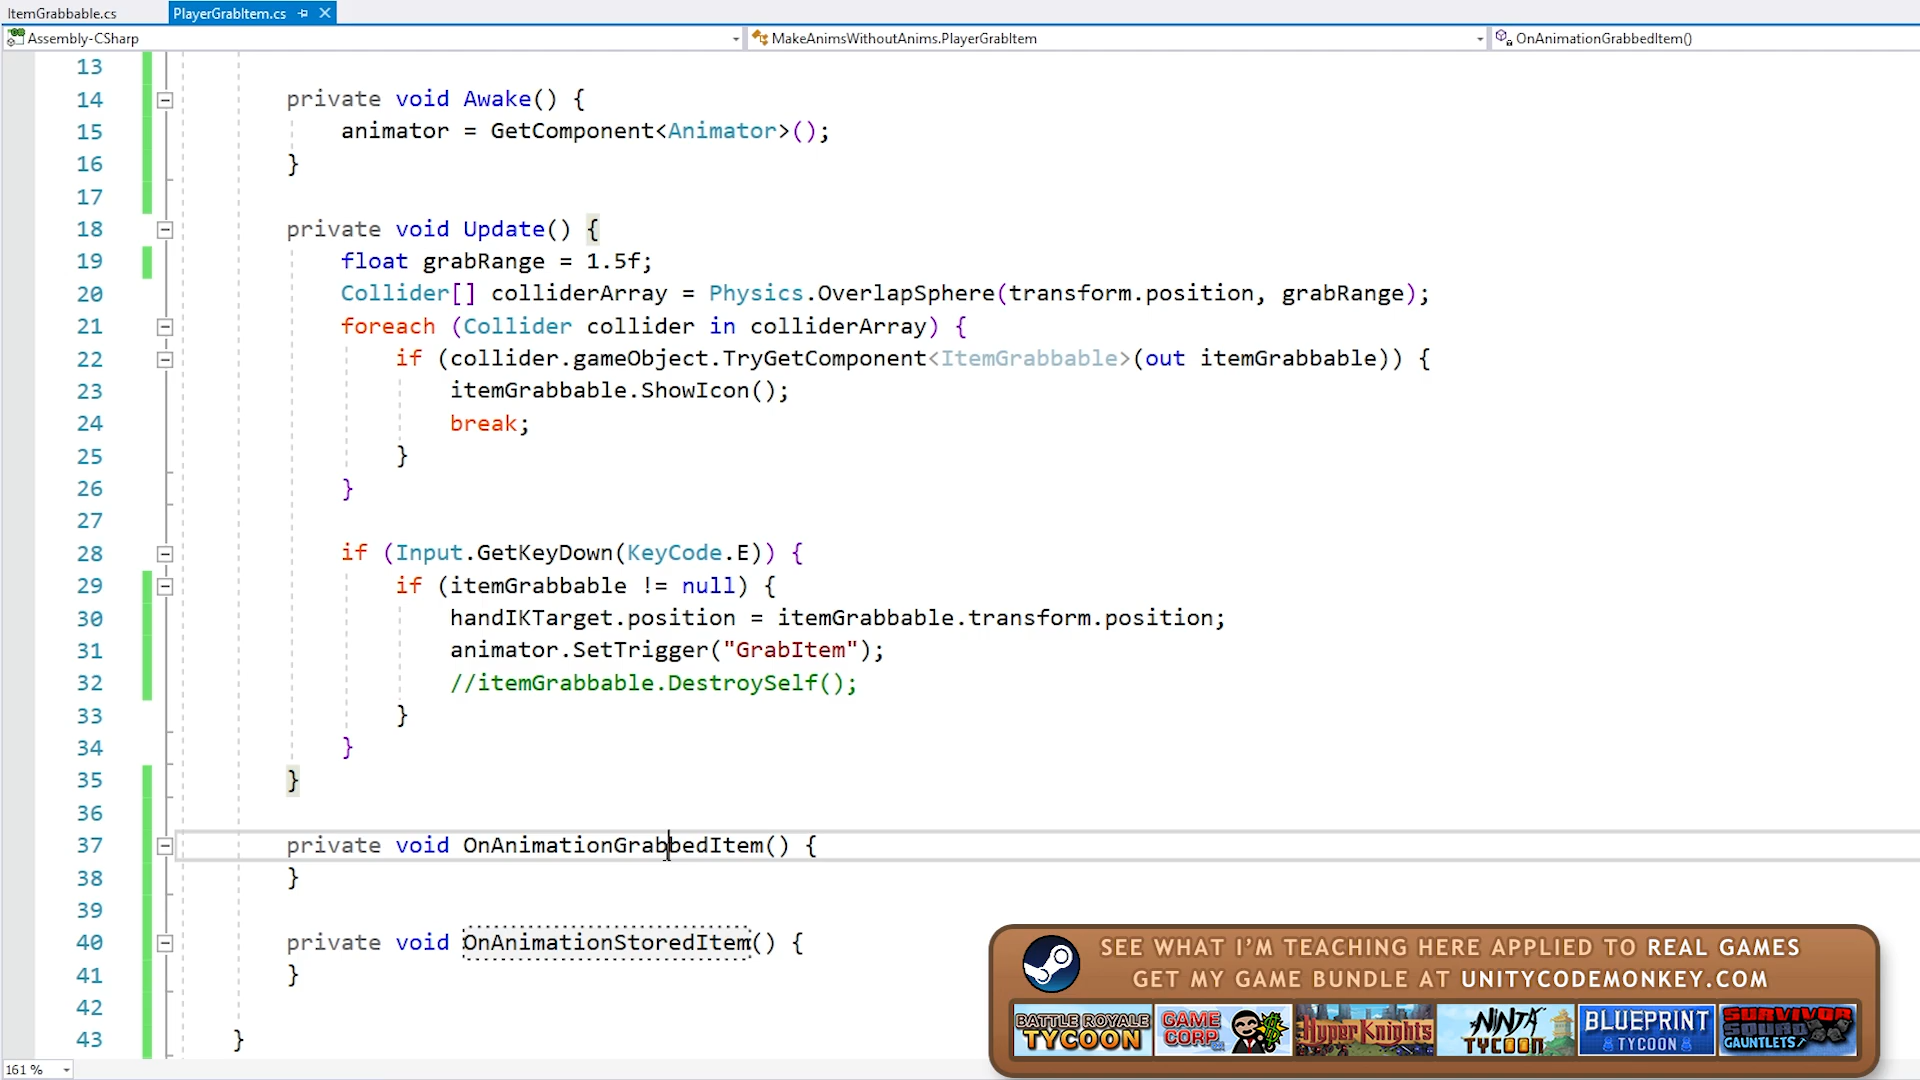 ItemGrabbable.cs
PlayerGrabItem.cs
Assembly-CSharp
MakeAnimsWithoutAnims.PlayerGrabItem
OnAnimationGrabbedItem()
13
14 private void Awake() {
15 animator = GetComponent<Animator>();
16 }
17
18 private void Update() {
19 float grabRange = 1.5f;
20 Collider[] colliderArray = Physics.OverlapSphere(transform.position, grabRange);
21 foreach (Collider collider in colliderArray) {
22 if (collider.gameObject.TryGetComponent<ItemGrabbable>(out itemGrabbable)) {
23 itemGrabbable.ShowIcon();
24 break;
25 }
26 }
27
28 if (Input.GetKeyDown(KeyCode.E)) {
29 if (itemGrabbable != null) {
30 handIKTarget.position = itemGrabbable.transform.position;
31 animator.SetTrigger("GrabItem");
32 //itemGrabbable.DestroySelf();
33 }
34 }
35 }
36
37 private void OnAnimationGrabbedItem() {
38 }
39
40 private void OnAnimationStoredItem() {
41 }
42
43 }
161 %
SEE WHAT I'M TEACHING HERE APPLIED TO REAL GAMES
GET MY GAME BUNDLE AT UNITYCODEMONKEY.COM
BATTLE ROYALE
TYCOON
GAME
CORP
HYPER KNIGHTS
NINJA
TYCOON
BLUEPRINT
TYCOON
SURVIVOR
SQUAD
GAUNTLETS